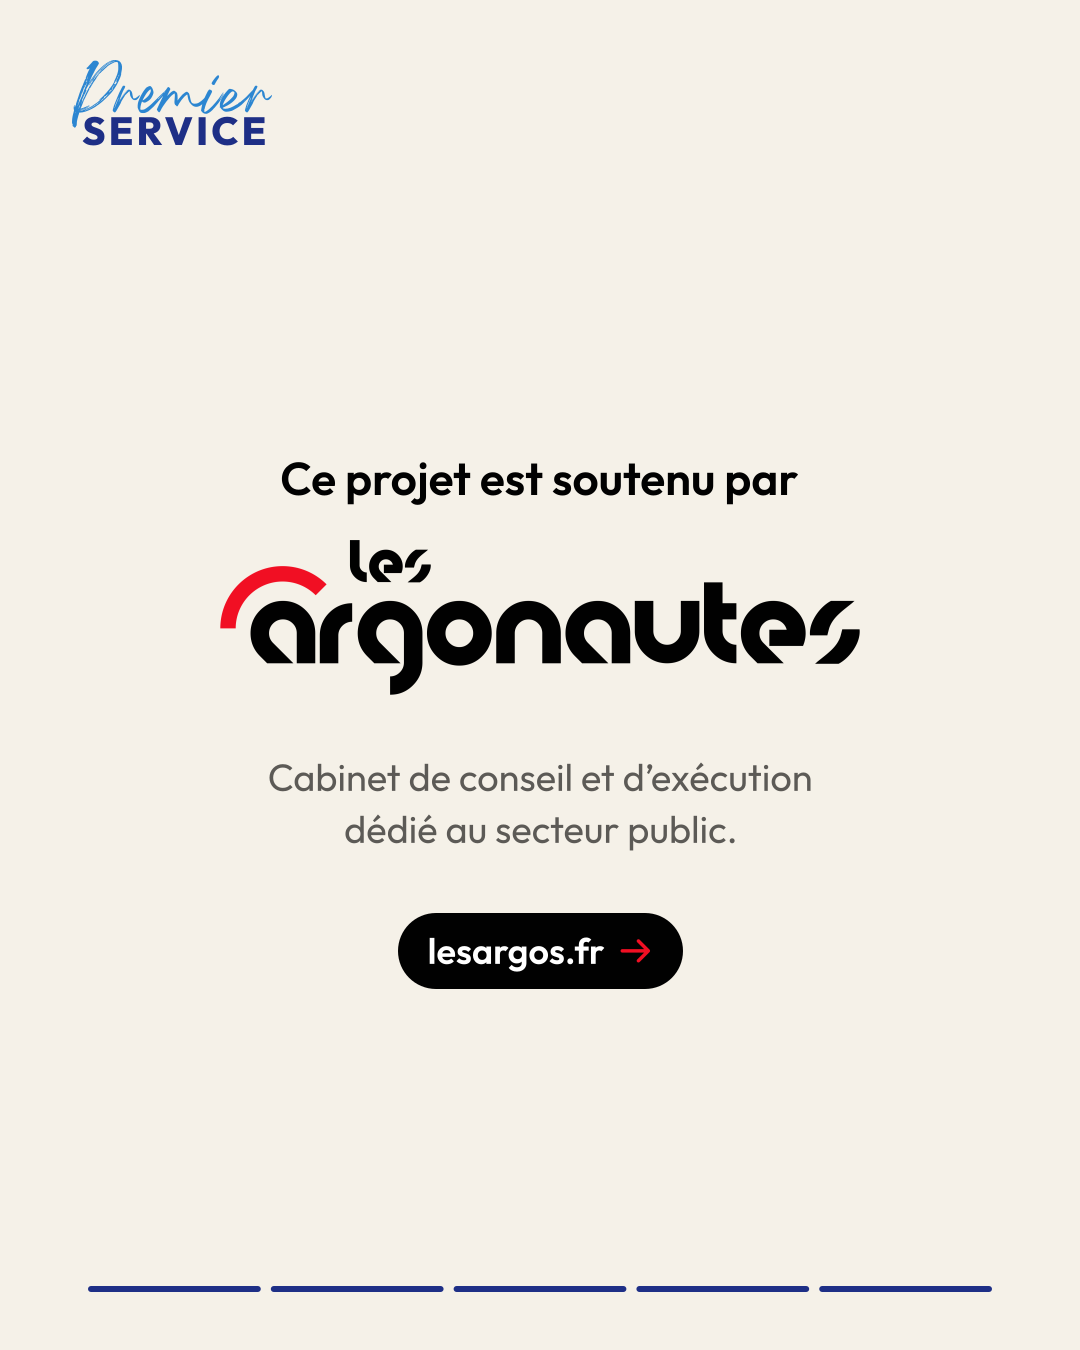 Premier
SERVICE
Ce projet est soutenu par
les
argonautes
Cabinet de conseil et d’exécution
dédié au secteur public.
lesargos.fr →